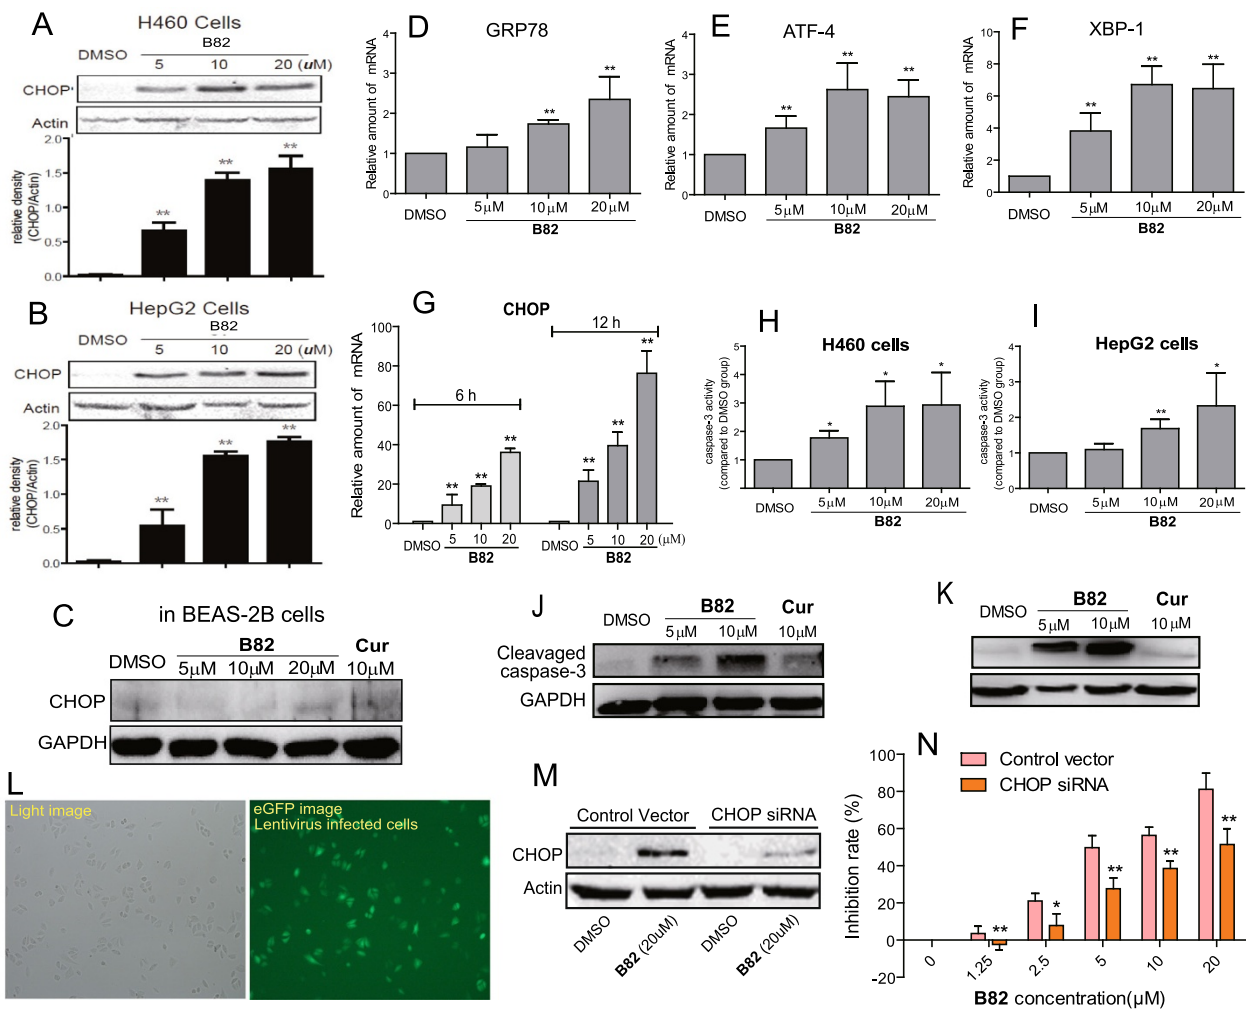 A
H460 Cells
B82
DMSO
5 10 20 (uM)
CHOP
Actin
2.0
1.5
1.0
0.5
0.0
relative density
(CHOP/Actin)
** ** **
B
HepG2 Cells
B82
DMSO
5 10 20 (uM)
CHOP
Actin
2.0
1.5
1.0
0.5
0.0
relative density
(CHOP/Actin)
** ** **
C
in BEAS-2B cells
B82 Cur
DMSO 5μM 10μM 20μM 10μM
CHOP
GAPDH
D
GRP78
Relative amount of mRNA
4
3
2
1
0
** **
DMSO 5μM 10μM 20μM
B82
E
ATF-4
Relative amount of mRNA
4
3
2
1
0
** ** **
DMSO 5μM 10μM 20μM
B82
F
XBP-1
Relative amount of mRNA
10
8
6
4
2
0
** ** **
DMSO 5μM 10μM 20μM
B82
G
CHOP
Relative amount of mRNA
100
80
60
40
20
0
6 h
12 h
** ** ** ** ** **
DMSO 5 10 20 DMSO 5 10 20 (μM)
B82 B82
H
H460 cells
caspase-3 activity
(compared to DMSO group)
5
4
3
2
1
0
* * *
DMSO 5μM 10μM 20μM
B82
I
HepG2 cells
caspase-3 activity
(compared to DMSO group)
4
3
2
1
0
** *
DMSO 5μM 10μM 20μM
B82
J
B82 Cur
DMSO 5μM 10μM 10μM
Cleavaged
caspase-3
GAPDH
K
B82 Cur
DMSO 5μM 10μM 10μM
L
Light image
eGFP image
Lentivirus infected cells
M
Control Vector CHOP siRNA
CHOP
Actin
DMSO B82 (20uM) DMSO B82 (20uM)
N
Control vector
CHOP siRNA
Inhibition rate (%)
100
80
60
40
20
0
-20
** * ** ** **
0 1.25 2.5 5 10 20
B82 concentration(μM)